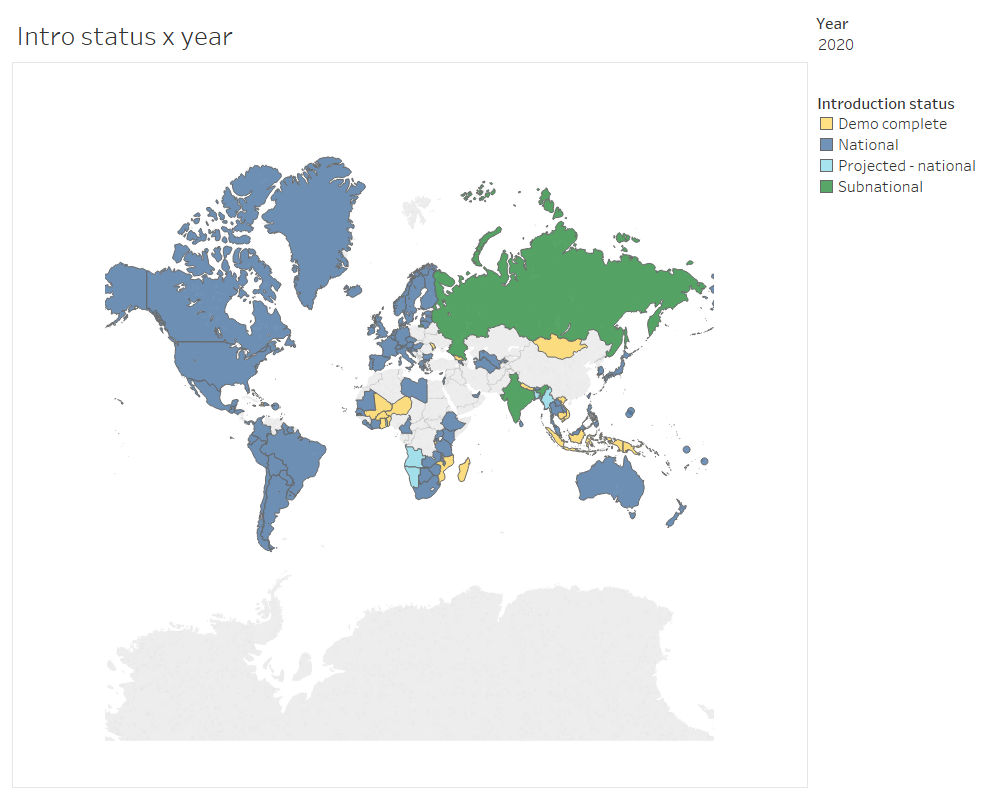 Intro status x year
Year
2020
Introduction status
Demo complete
National
Projected - national
Subnational